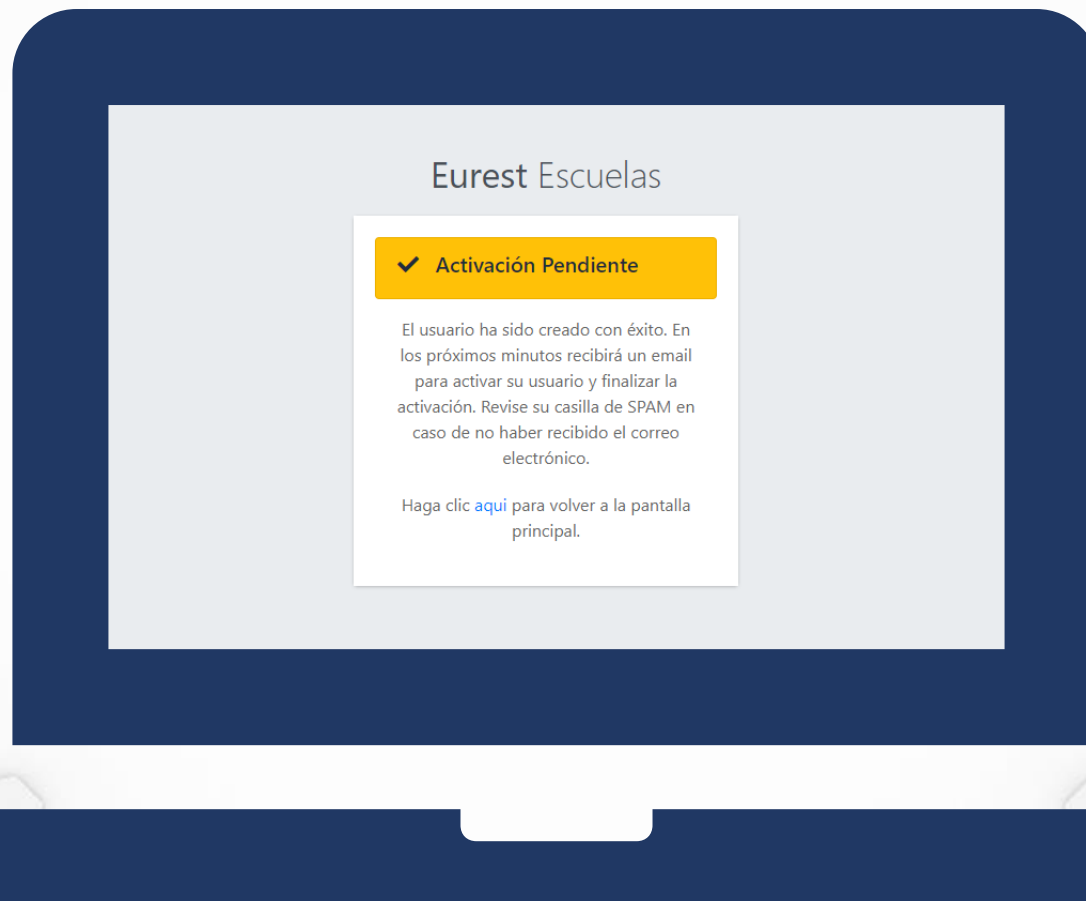 Eurest Escuelas
Activación Pendiente
El usuario ha sido creado con éxito. En
los próximos minutos recibirá un email
para activar su usuario y finalizar la
activación. Revise su casilla de SPAM en
caso de no haber recibido el correo
electrónico.
Haga clic aqui para volver a la pantalla
principal.